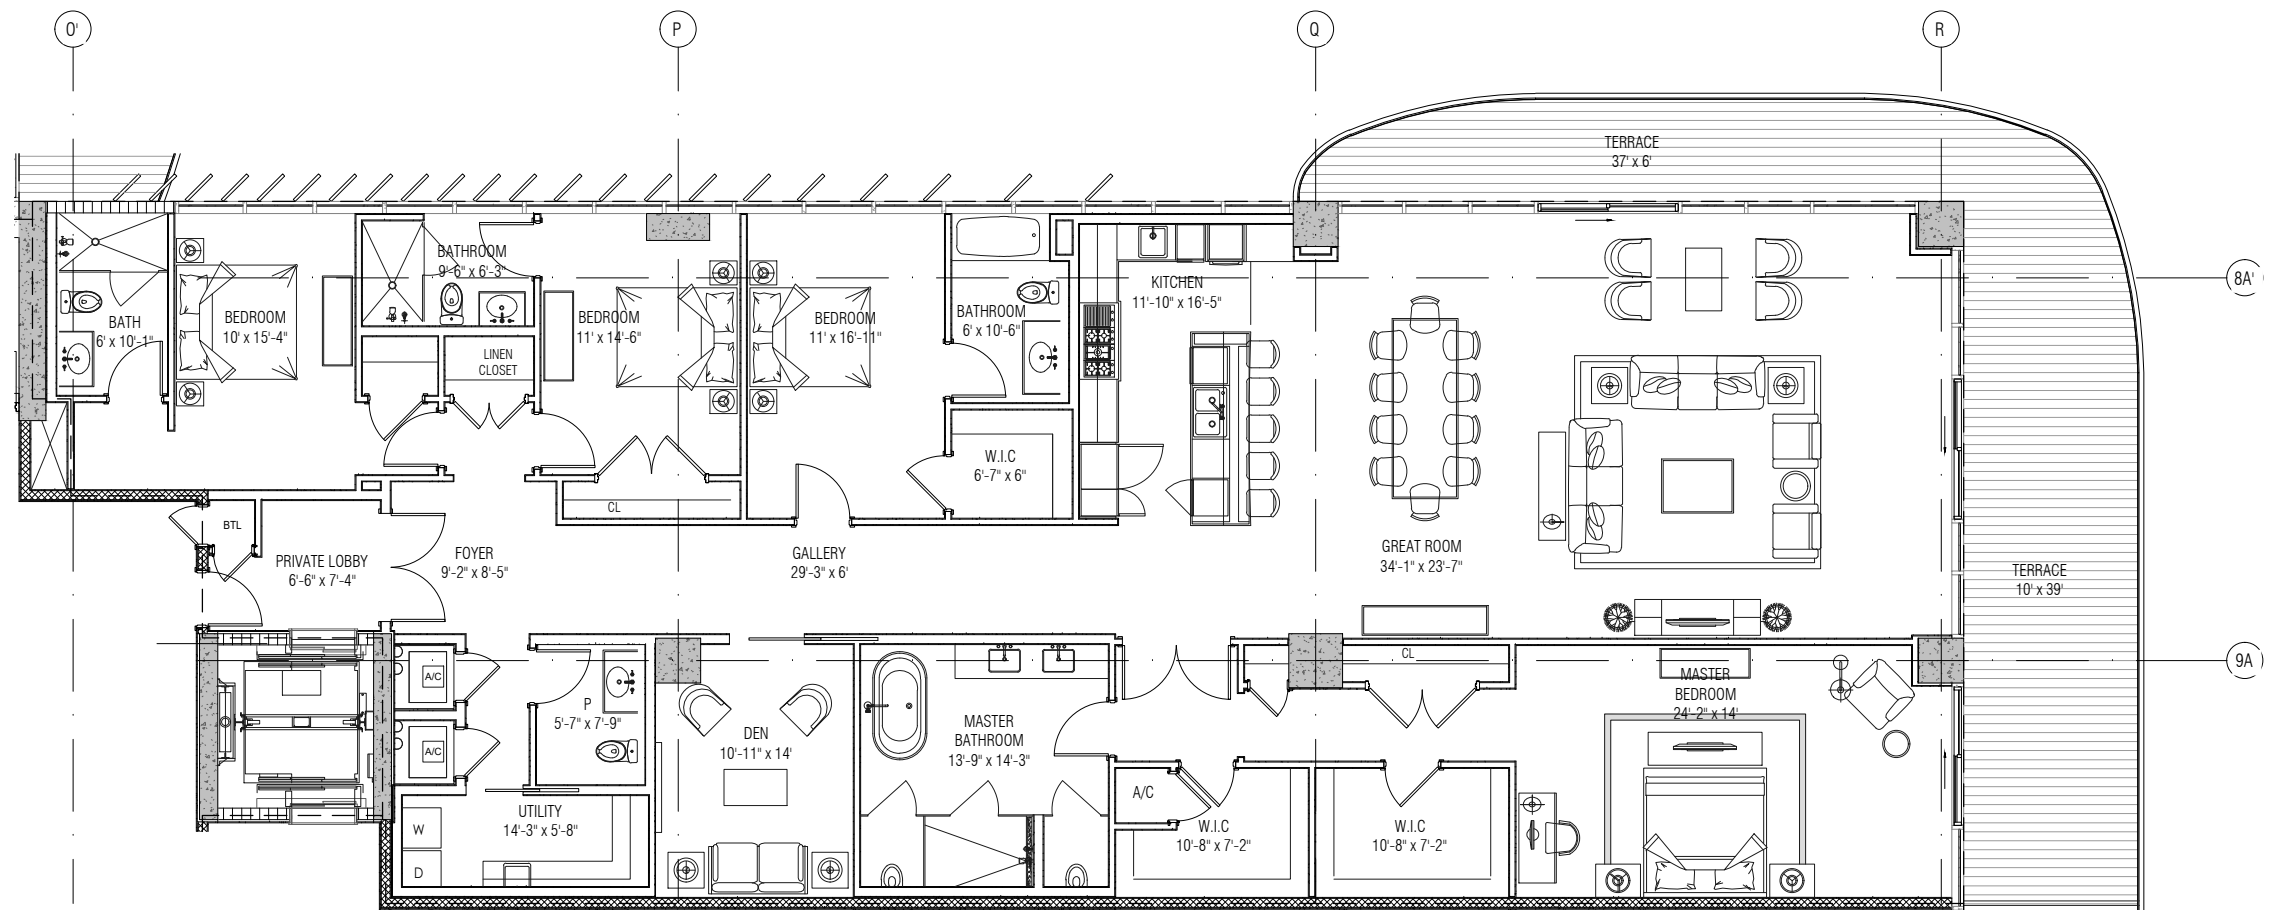 O'
P
Q
R
TERRACE
37' x 6'
8A'
BATHROOM
9'-6" x 6'-3"
KITCHEN
11'-10" x 16'-5"
BATH
6' x 10'-1"
BEDROOM
10' x 15'-4"
BEDROOM
11' x 14'-6"
BEDROOM
11' x 16'-11"
BATHROOM
6' x 10'-6"
LINEN
CLOSET
W.I.C
6'-7" x 6"
CL
BTL
PRIVATE LOBBY
6'-6" x 7'-4"
FOYER
9'-2" x 8'-5"
GALLERY
29'-3" x 6'
GREAT ROOM
34'-1" x 23'-7"
TERRACE
10' x 39'
9A
CL
A/C
A/C
P
5'-7" x 7'-9"
DEN
10'-11" x 14'
MASTER
BATHROOM
13'-9" x 14'-3"
MASTER
BEDROOM
24'-2" x 14'
A/C
UTILITY
14'-3" x 5'-8"
W
D
W.I.C
10'-8" x 7'-2"
W.I.C
10'-8" x 7'-2"